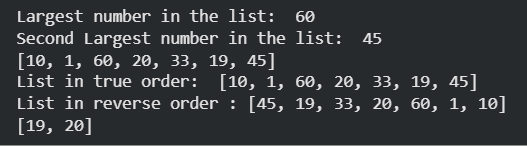 Largest number in the list:  60
Second Largest number in the list:  45
[10, 1, 60, 20, 33, 19, 45]
List in true order:  [10, 1, 60, 20, 33, 19, 45]
List in reverse order : [45, 19, 33, 20, 60, 1, 10]
[19, 20]